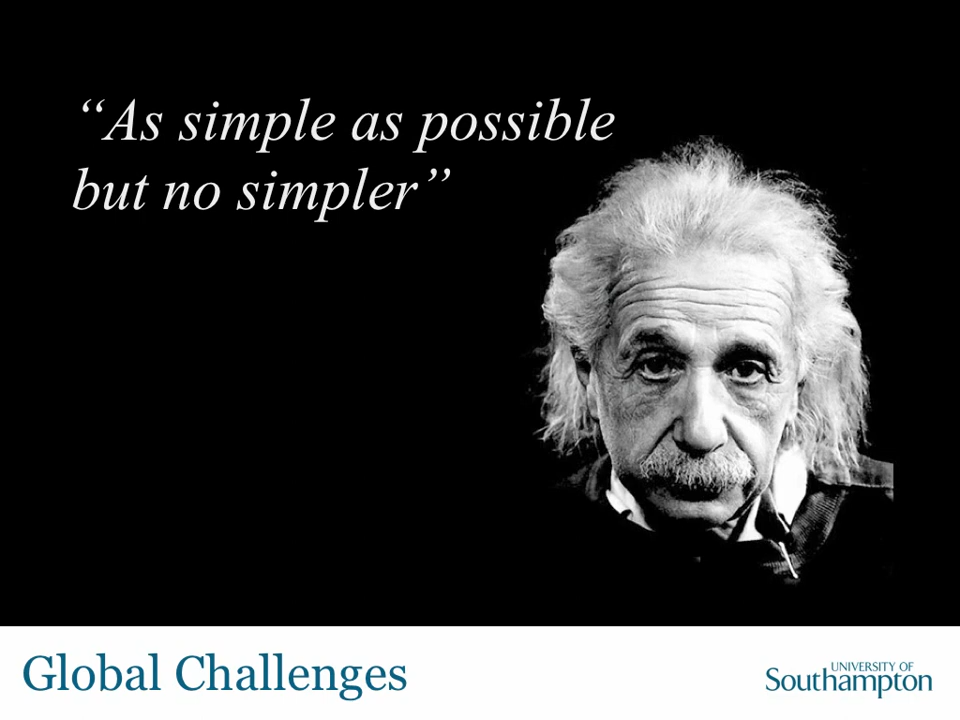 “As simple as possible
but no simpler”
Global Challenges
UNIVERSITY OF
Southampton